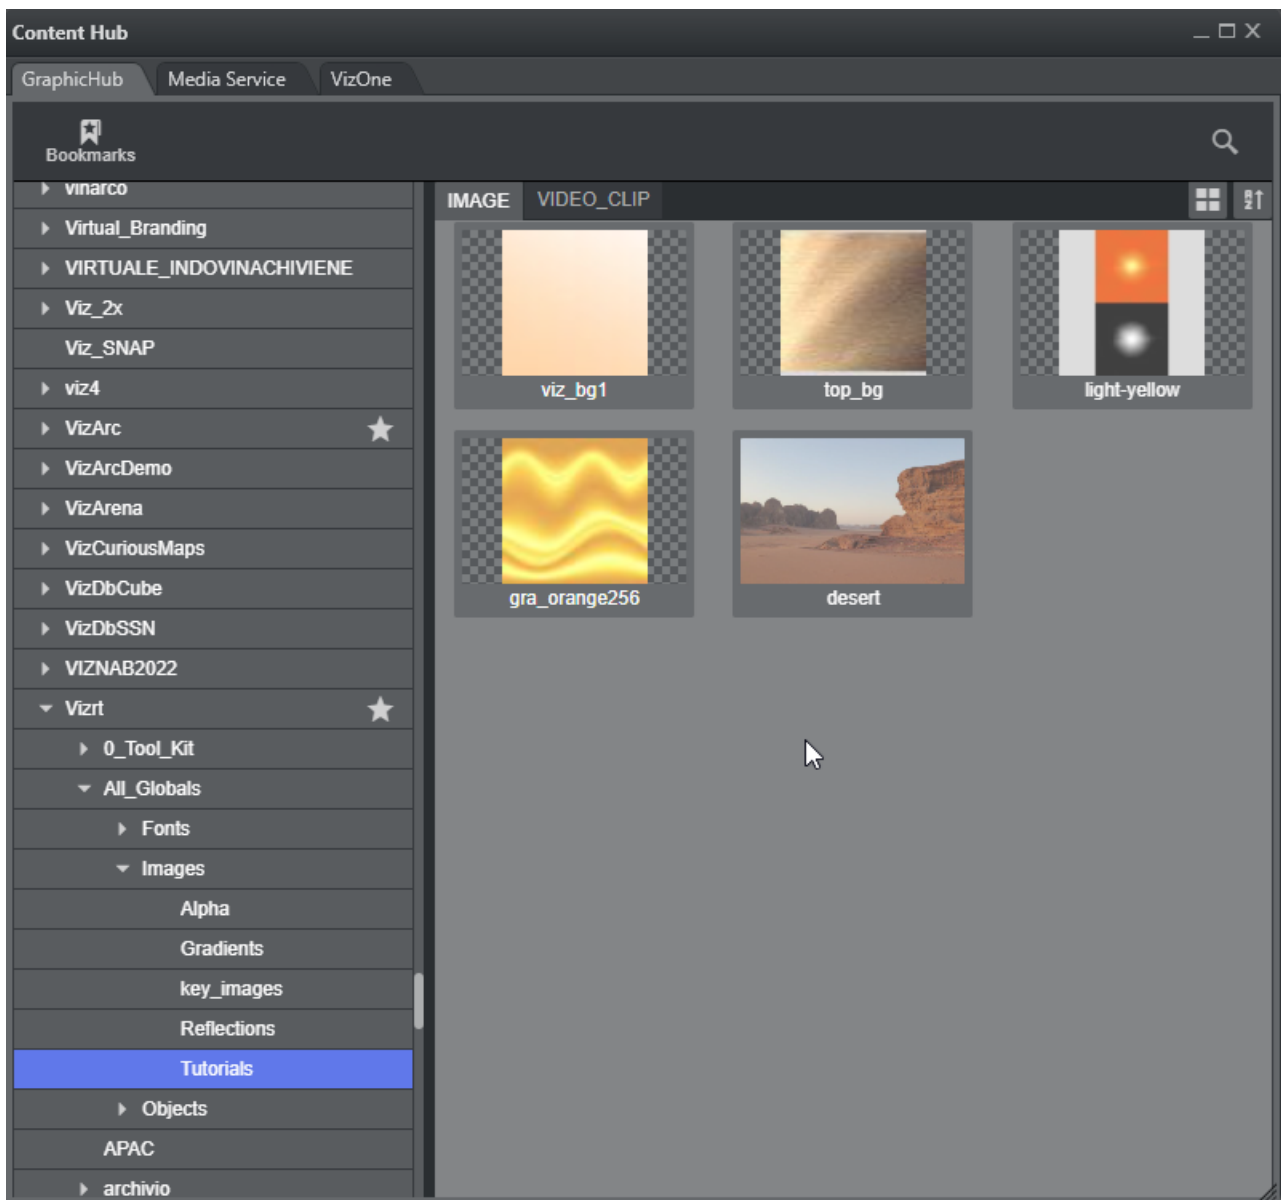 Content Hub
GraphicHub Media Service VizOne
Bookmarks
vinarco
Virtual_Branding
VIRTUALE_INDOVINACHIVIENE
Viz_2x
Viz_SNAP
viz4
VizArc
VizArcDemo
VizArena
VizCuriousMaps
VizDbCube
VizDbSSN
VIZNAB2022
Vizrt
0_Tool_Kit
All_Globals
Fonts
Images
Alpha
Gradients
key_images
Reflections
Tutorials
Objects
APAC
archivio
IMAGE VIDEO_CLIP
viz_bg1 top_bg light-yellow
gra_orange256 desert